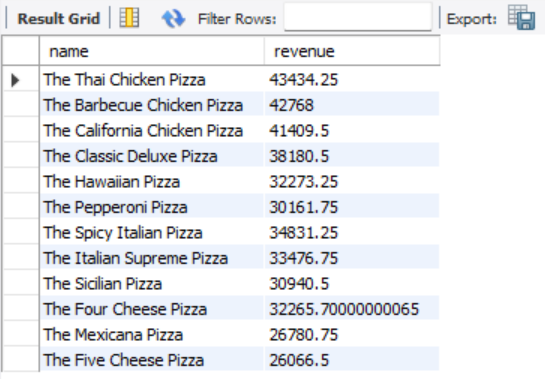 Result Grid Filter Rows: Export:
name revenue
The Thai Chicken Pizza 43434.25
The Barbecue Chicken Pizza 42768
The California Chicken Pizza 41409.5
The Classic Deluxe Pizza 38180.5
The Hawaiian Pizza 32273.25
The Pepperoni Pizza 30161.75
The Spicy Italian Pizza 34831.25
The Italian Supreme Pizza 33476.75
The Sicilian Pizza 30940.5
The Four Cheese Pizza 32265.70000000065
The Mexicana Pizza 26780.75
The Five Cheese Pizza 26066.5